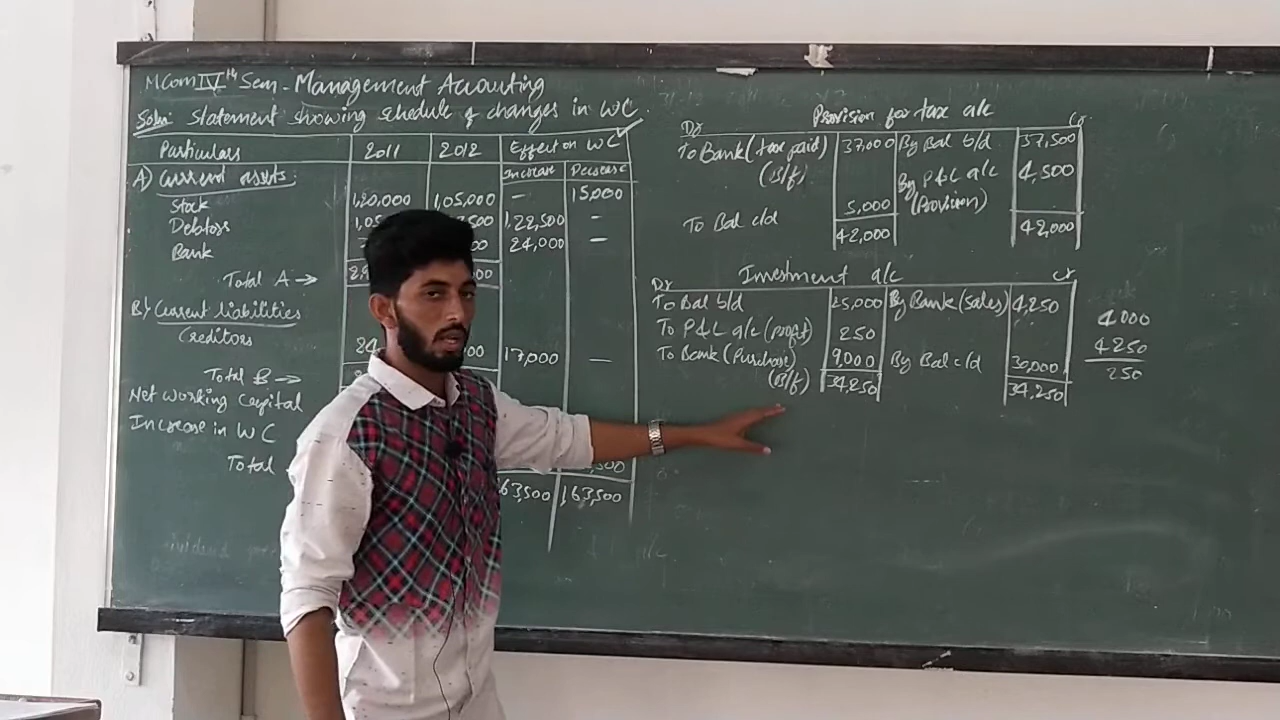 MCom IVth Sem - Management Accounting
Soln: Statement showing schedule of changes in WC.
Particulars 2011 2012 Effect on WC
Increase Decrease
A) Current assets:
Stock 1,20,000 1,05,000 — 15,000
Debtors 1,22,500 –
Bank 24,000 —
Total A →
B) Current liabilities
Creditors 17,000 —
Total B →
Net working capital
Increase in WC
Total
63,500 1,63,500
Provision for tax a/c
Dr Cr
To Bank (tax paid) 37,000 By Bal b/d 37,500
(B/f) By P&L a/c 4,500
5,000 (Provision)
To Bal c/d
42,000 42,000
Investment a/c
Dr Cr
To Bal b/d 25,000 By Bank (sales) 4,250
To P&L a/c (profit) 250
To Bank (Purchase) 9,000 By Bal c/d 30,000
(B/f) 34,250 34,250
4000
4250
250